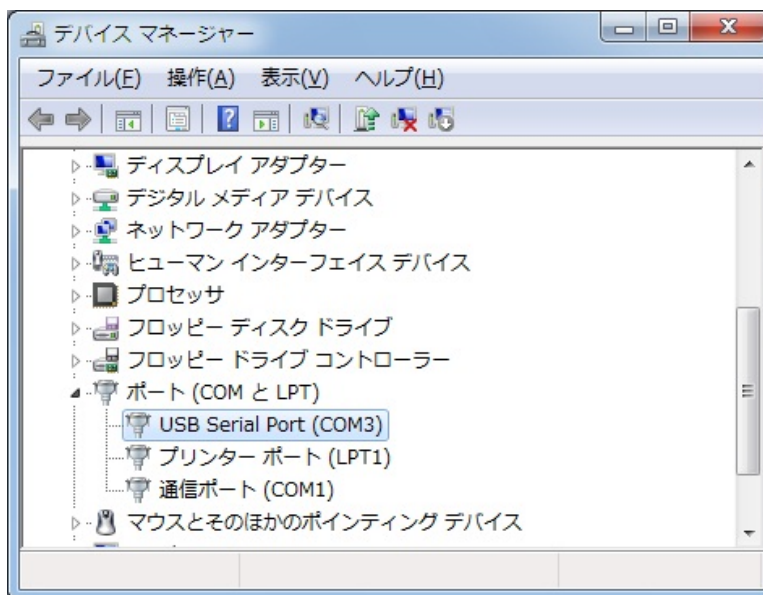 デバイス マネージャー
ファイル(F) 操作(A) 表示(V) ヘルプ(H)
ディスプレイ アダプター
デジタル メディア デバイス
ネットワーク アダプター
ヒューマン インターフェイス デバイス
プロセッサ
フロッピー ディスク ドライブ
フロッピー ドライブ コントローラー
ポート (COM と LPT)
USB Serial Port (COM3)
プリンター ポート (LPT1)
通信ポート (COM1)
マウスとそのほかのポインティング デバイス